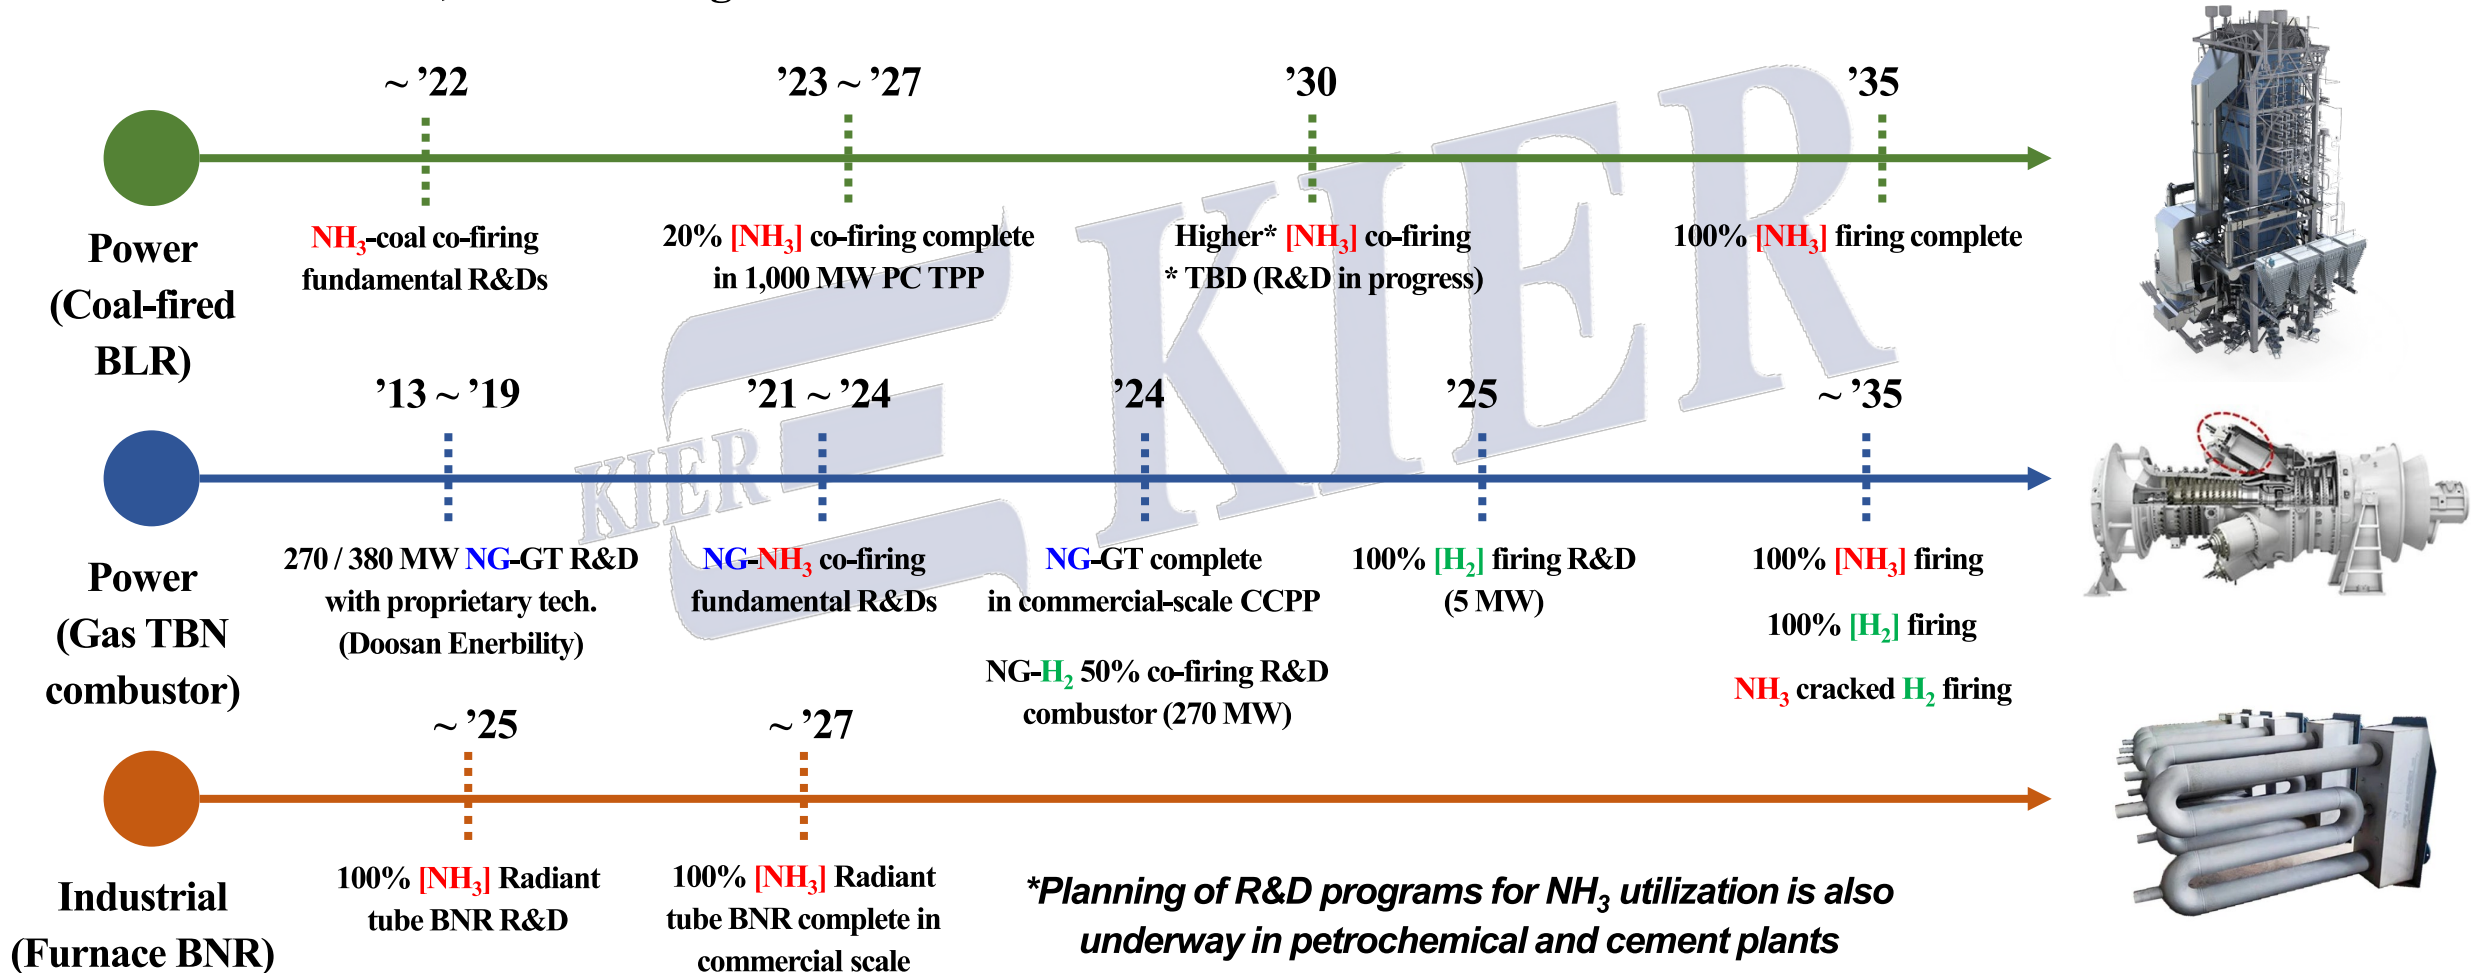 ~ ’22
’23 ~ ’27
’30
’35
Power
(Coal-fired
BLR)
NH₃-coal co-firing
fundamental R&Ds
20% [NH₃] co-firing complete
in 1,000 MW PC TPP
Higher* [NH₃] co-firing
* TBD (R&D in progress)
100% [NH₃] firing complete
’13 ~ ’19
’21 ~ ’24
’24
’25
~ ’35
Power
(Gas TBN
combustor)
270 / 380 MW NG-GT R&D
with proprietary tech.
(Doosan Enerbility)
NG-NH₃ co-firing
fundamental R&Ds
NG-GT complete
in commercial-scale CCPP
NG-H₂ 50% co-firing R&D
combustor (270 MW)
100% [H₂] firing R&D
(5 MW)
100% [NH₃] firing
100% [H₂] firing
NH₃ cracked H₂ firing
~ ’25
~ ’27
Industrial
(Furnace BNR)
100% [NH₃] Radiant
tube BNR R&D
100% [NH₃] Radiant
tube BNR complete in
commercial scale
*Planning of R&D programs for NH₃ utilization is also
underway in petrochemical and cement plants
KIER
KIER